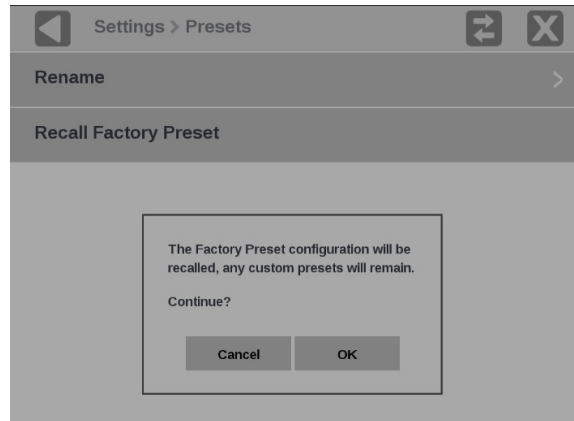 Settings > Presets
Rename
Recall Factory Preset
The Factory Preset configuration will be
recalled, any custom presets will remain.
Continue?
Cancel OK